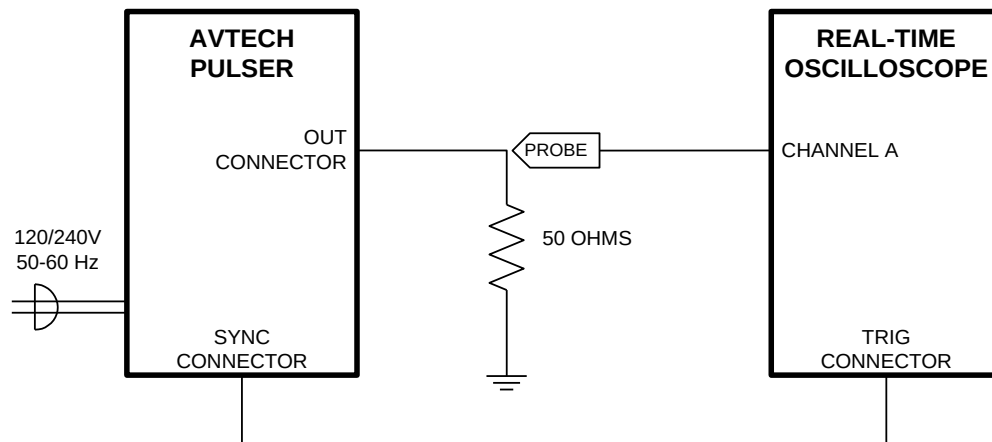 AVTECH
PULSER
REAL-TIME
OSCILLOSCOPE
OUT
CONNECTOR
PROBE
CHANNEL A
120/240V
50-60 Hz
50 OHMS
SYNC
CONNECTOR
TRIG
CONNECTOR